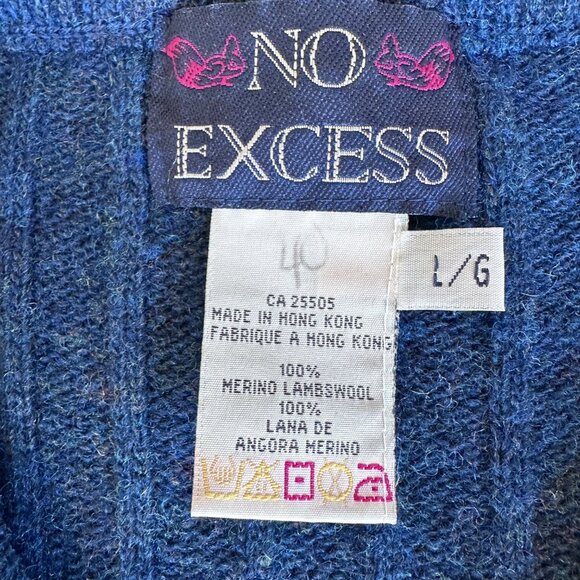 NO
EXCESS
40
L/G
CA 25505
MADE IN HONG KONG
FABRIQUE A HONG KONG
100%
MERINO LAMBSWOOL
100%
LANA DE
ANGORA MERINO